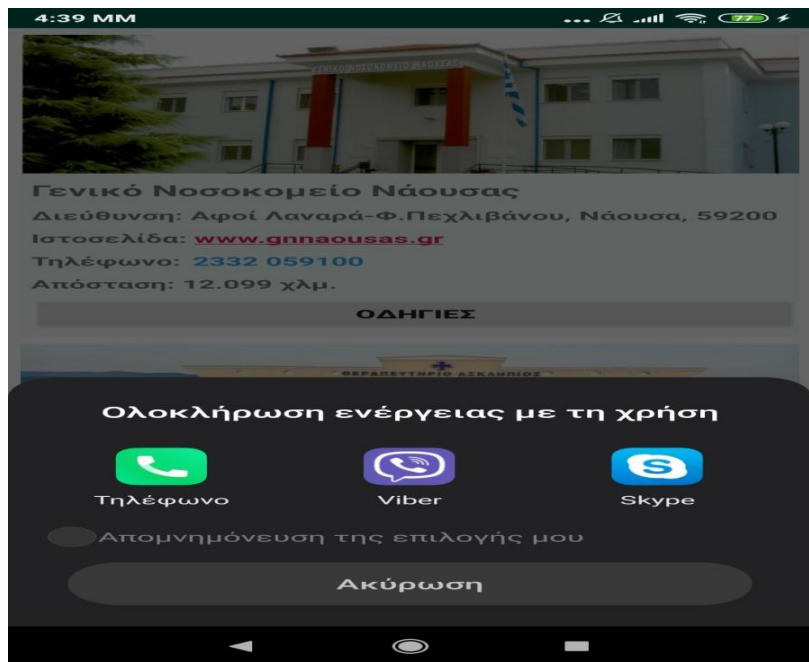 4:39 MM
77
ΓΕΝΙΚΟ ΝΟΣΟΚΟΜΕΙΟ ΝΑΟΥΣΑΣ
Γενικό Νοσοκομείο Νάουσας
Διεύθυνση: Αφοί Λαναρά-Φ.Πεχλιβάνου, Νάουσα, 59200
Ιστοσελίδα: www.gnnaousas.gr
Τηλέφωνο: 2332 059100
Απόσταση: 12.099 χλμ.
ΟΔΗΓΙΕΣ
ΘΕΡΑΠΕΥΤΗΡΙΟ ΑΣΚΛΗΠΙΟΣ
Ολοκλήρωση ενέργειας με τη χρήση
Τηλέφωνο Viber Skype
Απομνημόνευση της επιλογής μου
Ακύρωση